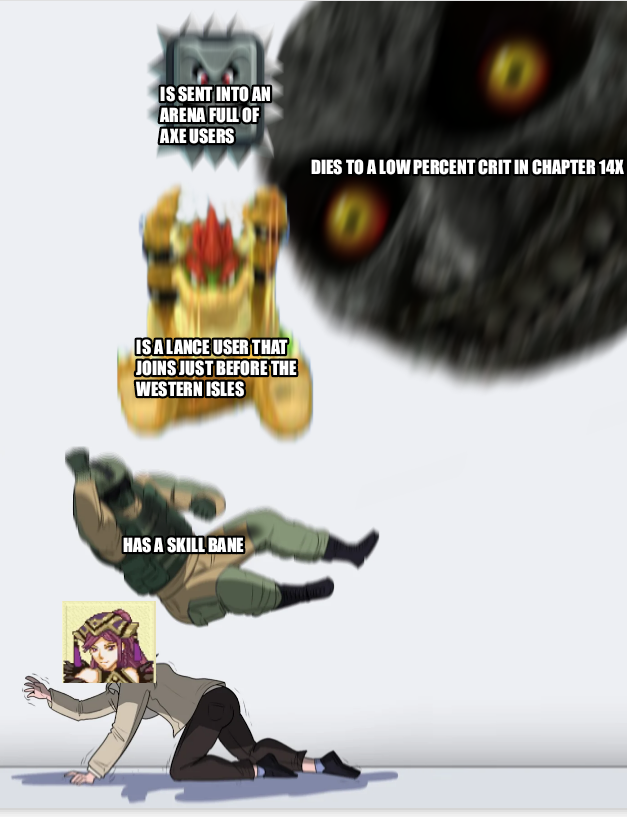 IS SENT INTO AN
ARENA FULL OF
AXE USERS
DIES TO A LOW PERCENT CRIT IN CHAPTER 14X
IS A LANCE USER THAT
JOINS JUST BEFORE THE
WESTERN ISLES
HAS A SKILL BANE